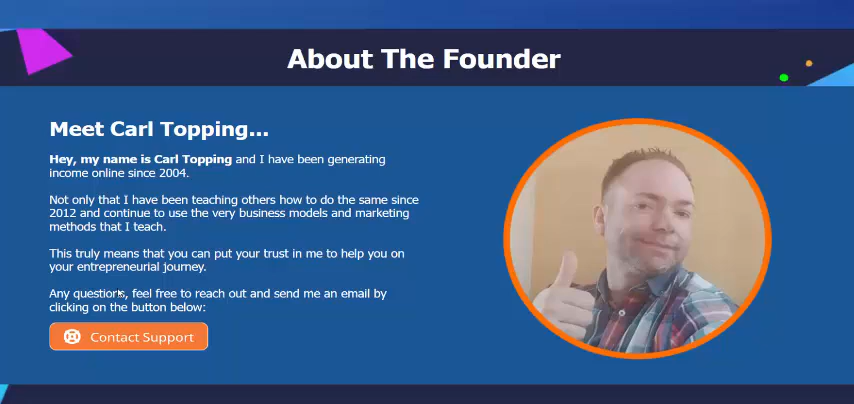 About The Founder
Meet Carl Topping...
Hey, my name is Carl Topping and I have been generating
income online since 2004.
Not only that I have been teaching others how to do the same since
2012 and continue to use the very business models and marketing
methods that I teach.
This truly means that you can put your trust in me to help you on
your entrepreneurial journey.
Any questions, feel free to reach out and send me an email by
clicking on the button below:
Contact Support